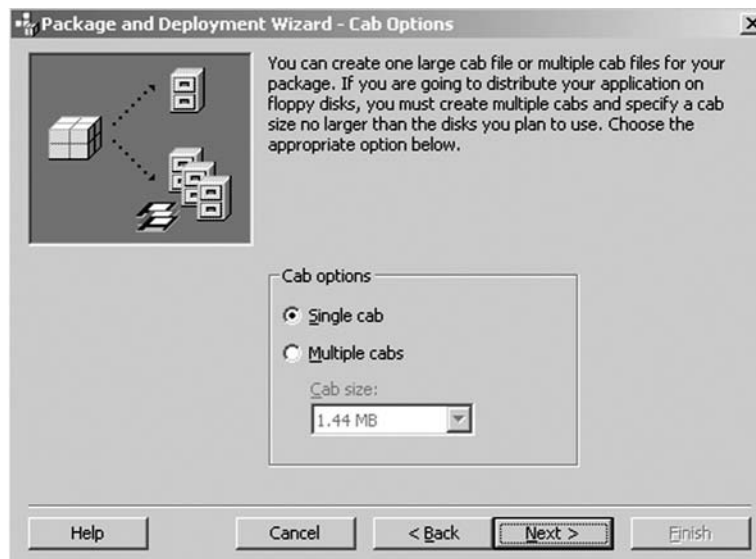 Package and Deployment Wizard - Cab Options
You can create one large cab file or multiple cab files for your
package. If you are going to distribute your application on
floppy disks, you must create multiple cabs and specify a cab
size no larger than the disks you plan to use. Choose the
appropriate option below.
Cab options
Single cab
Multiple cabs
Cab size:
1.44 MB
Help
Cancel
< Back
Next >
Finish